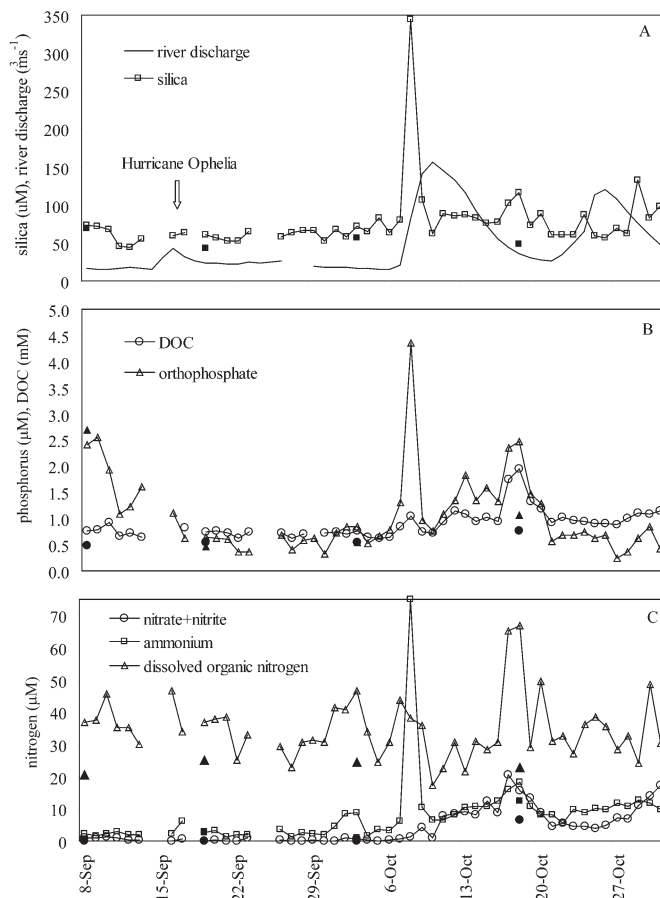 A
350
300
250
200
150
100
50
0
silica (uM), river discharge (m3s-1)
river discharge
silica
Hurricane Ophelia
B
5.0
4.5
4.0
3.5
3.0
2.5
2.0
1.5
1.0
0.5
0.0
phosphorus (µM), DOC (mM)
DOC
orthophosphate
C
70
60
50
40
30
20
10
0
nitrogen (µM)
nitrate+nitrite
ammonium
dissolved organic nitrogen
8-Sep
15-Sep
22-Sep
29-Sep
6-Oct
13-Oct
20-Oct
27-Oct